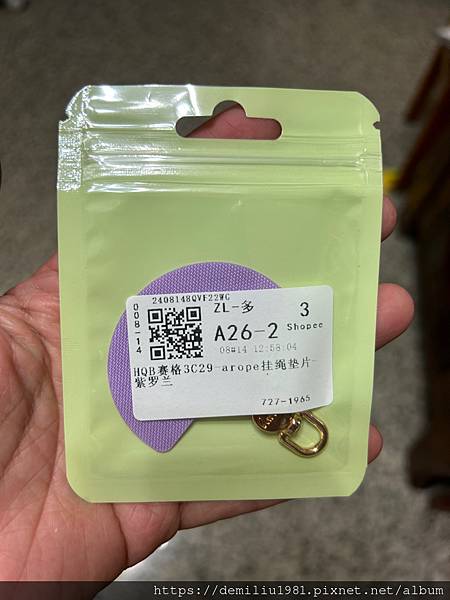 2408148QVF22WG
008-14
ZL-多
3
A26-2
Shopee
08#14 12:58:04
HQB赛格3C29-arope挂绳垫片-
紫罗兰
727-1965
https://demiliu1981.pixnet.net/album